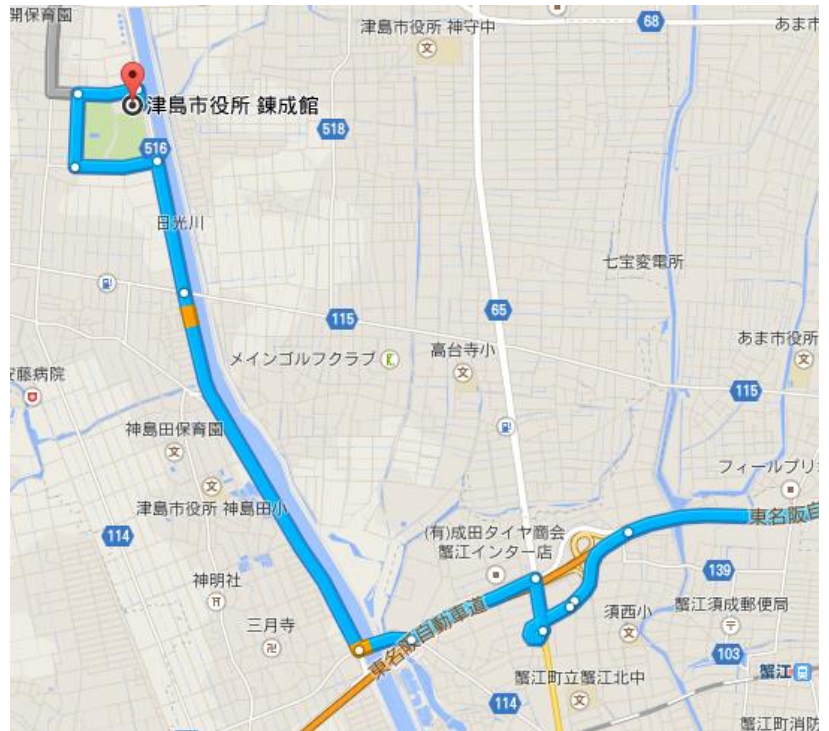 開保育園
津島市役所 神守中
68
あま市
津島市役所 錬成館
518
516
日光川
七宝変電所
65
115
メインゴルフクラブ
高台寺小
あま市役所
藤病院
115
神島田保育園
フィールプリ
津島市役所 神島田小
114
(有)成田タイヤ商会
蟹江インター店
東名阪自
139
神明社
須西小
蟹江須成郵便局
三月寺
東名阪自動車道
103
蟹江
蟹江町立蟹江北中
114
蟹江町消防